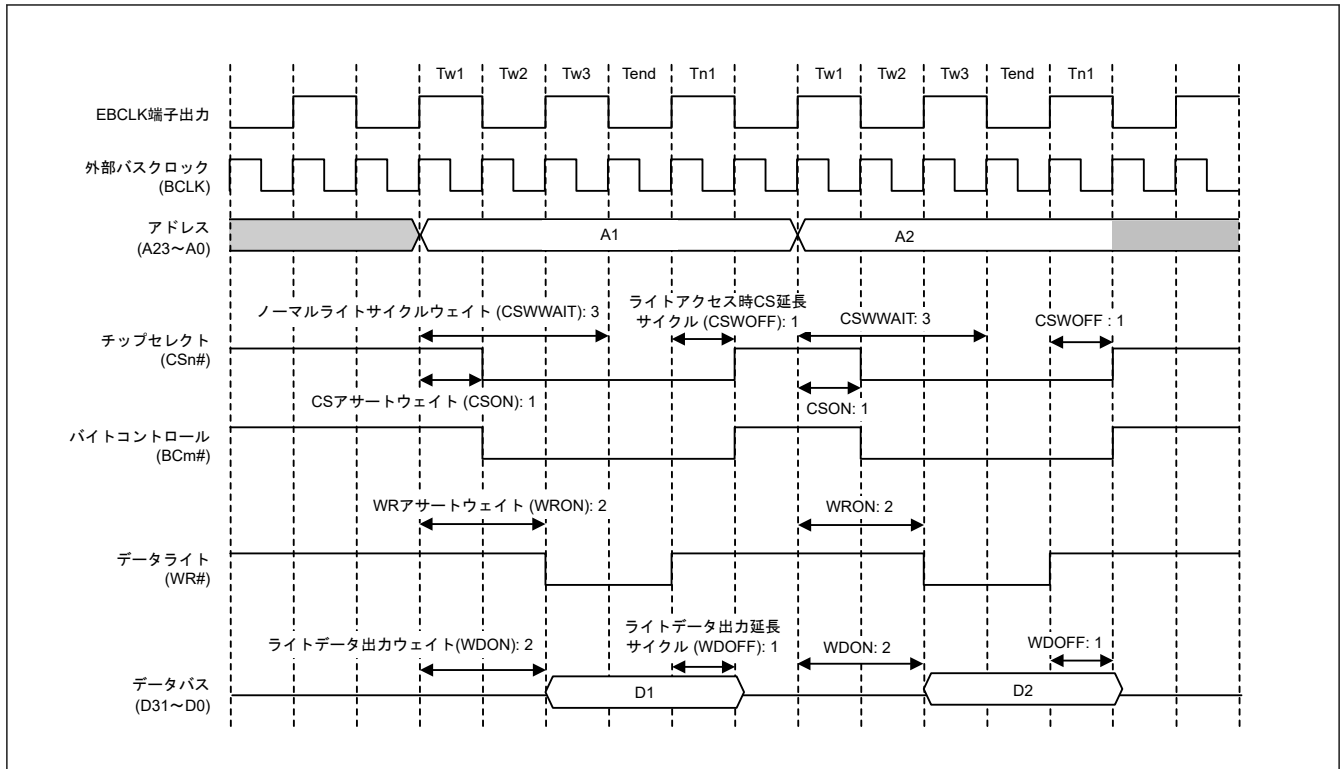 Tw1 Tw2 Tw3 Tend Tn1 Tw1 Tw2 Tw3 Tend Tn1
EBCLK端子出力
外部バスクロック
(BCLK)
アドレス
(A23～A0)
A1 A2
ノーマルライトサイクルウェイト (CSWWAIT): 3
ライトアクセス時CS延長
サイクル (CSWOFF): 1
CSWWAIT: 3
CSWOFF : 1
チップセレクト
(CSn#)
CSアサートウェイト (CSON): 1
CSON: 1
バイトコントロール
(BCm#)
WRアサートウェイト (WRON): 2
WRON: 2
データライト
(WR#)
ライトデータ出力ウェイト(WDON): 2
ライトデータ出力延長
サイクル (WDOFF): 1
WDON: 2
WDOFF: 1
データバス
(D31～D0)
D1 D2